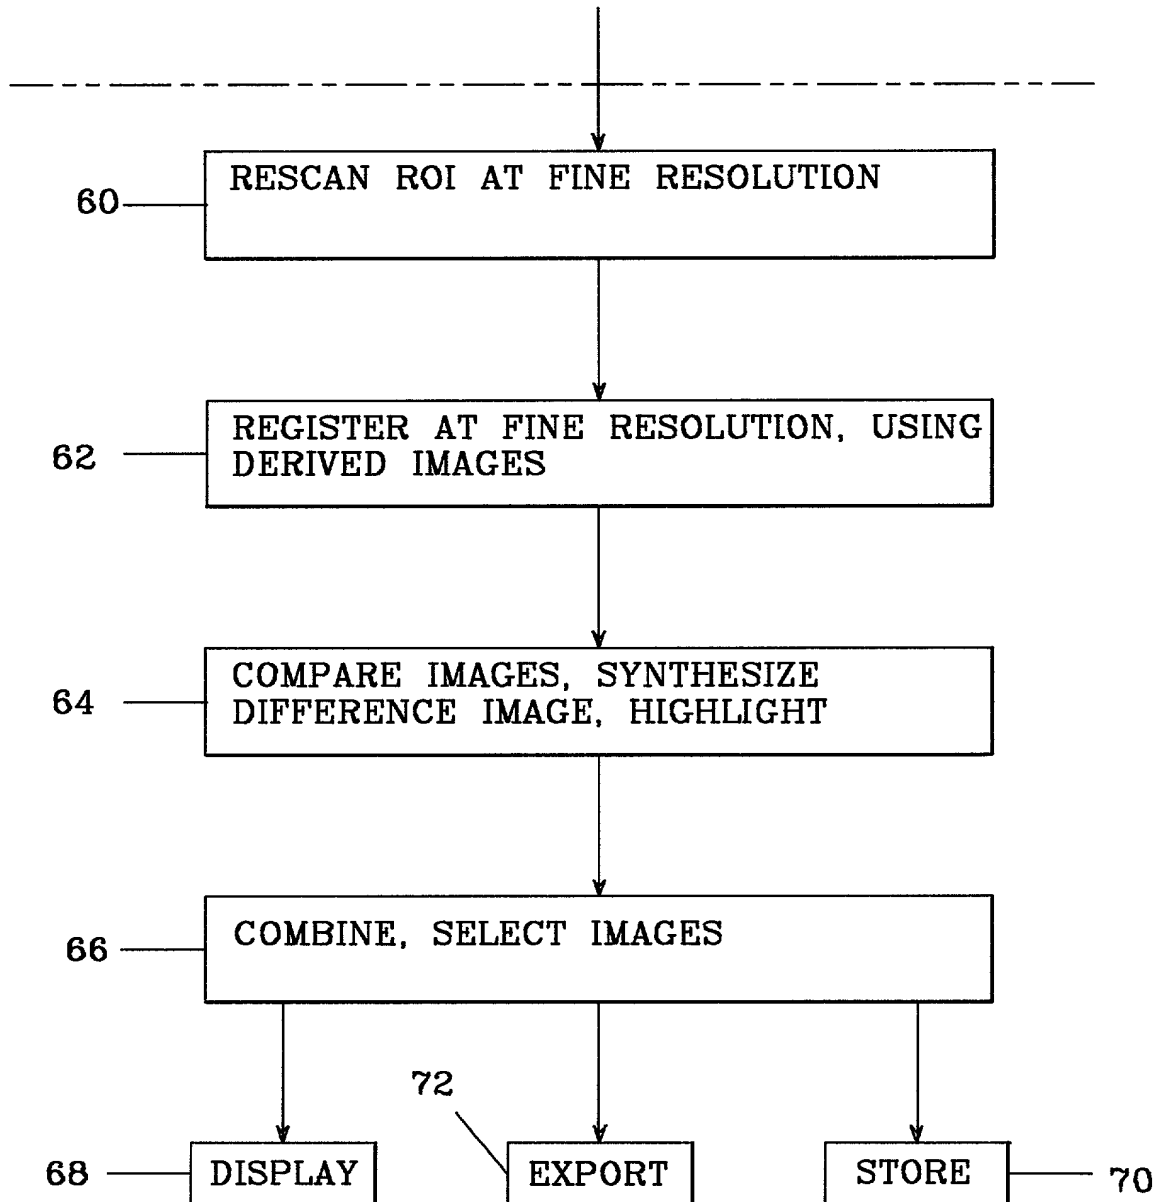 RESCAN ROI AT FINE RESOLUTION
60
REGISTER AT FINE RESOLUTION, USING
DERIVED IMAGES
62
COMPARE IMAGES, SYNTHESIZE
DIFFERENCE IMAGE, HIGHLIGHT
64
COMBINE, SELECT IMAGES
66
72
68
DISPLAY
EXPORT
STORE
70